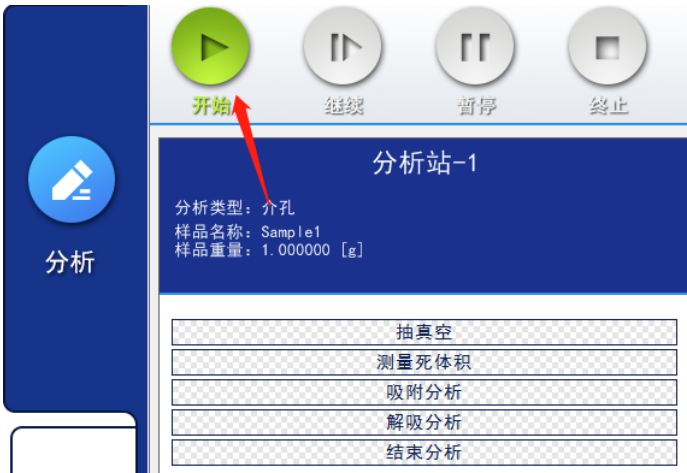 开始
继续
暂停
终止
分析站-1
分析类型: 介孔
样品名称: Sample1
样品重量: 1.000000 [g]
分析
抽真空
测量死体积
吸附分析
解吸分析
结束分析